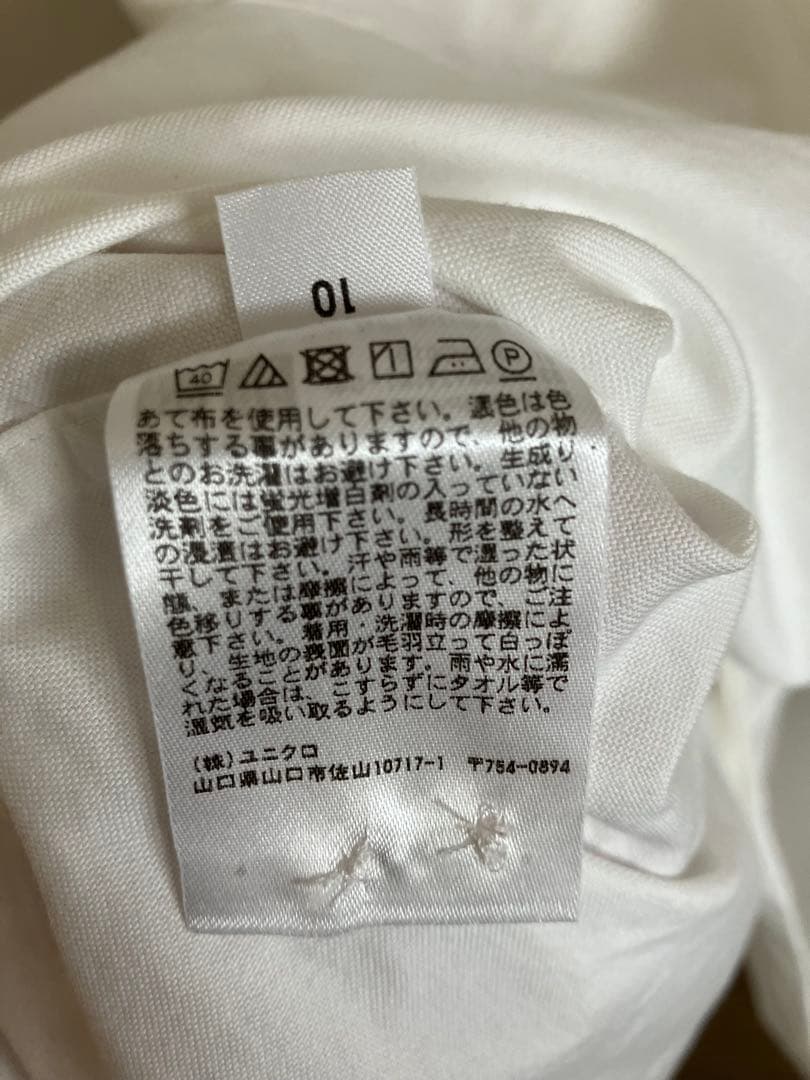 10
40
P
あて布を使用して下さい。濃色は色
落ちする事がありますので、他の物
とのお洗濯はお避け下さい。生成り
淡色には蛍光増白剤の入っていない
洗剤をご使用下さい。長時間の水へ
の浸漬はお避け下さい。形を整えて
干して下さい。汗や雨等で湿った状
態、または摩擦によって、他の物に
色移りする事がありますので、ご注
意下さい。着用・洗濯時の摩擦によ
り、生地の表面が毛羽立って白っぽ
くなることがあります。雨や水に濡
れた場合は、こすらずにタオル等で
湿気を吸い取るようにして下さい。
(株)ユニクロ
山口県山口市佐山10717-1 〒754-0894